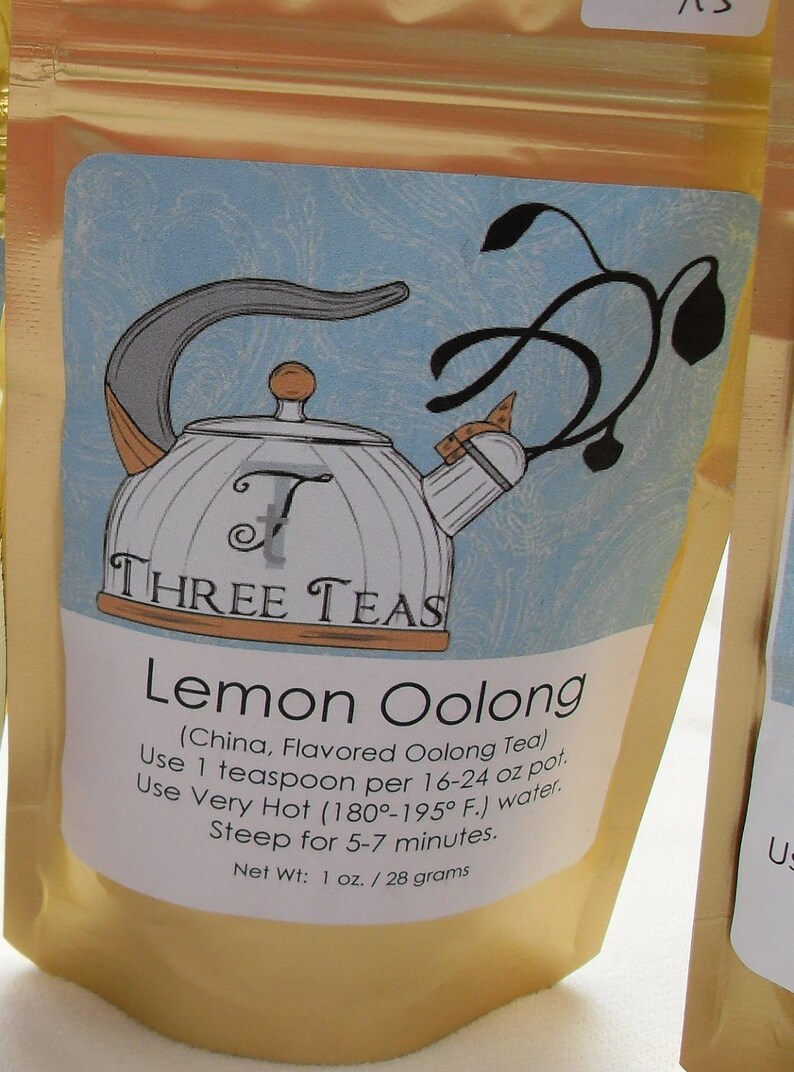 T
t
THREE TEAS
Lemon Oolong
(China, Flavored Oolong Tea)
Use 1 teaspoon per 16-24 oz pot.
Use Very Hot (180°-195° F.) water.
Steep for 5-7 minutes.
Net Wt: 1 oz. / 28 grams
Us